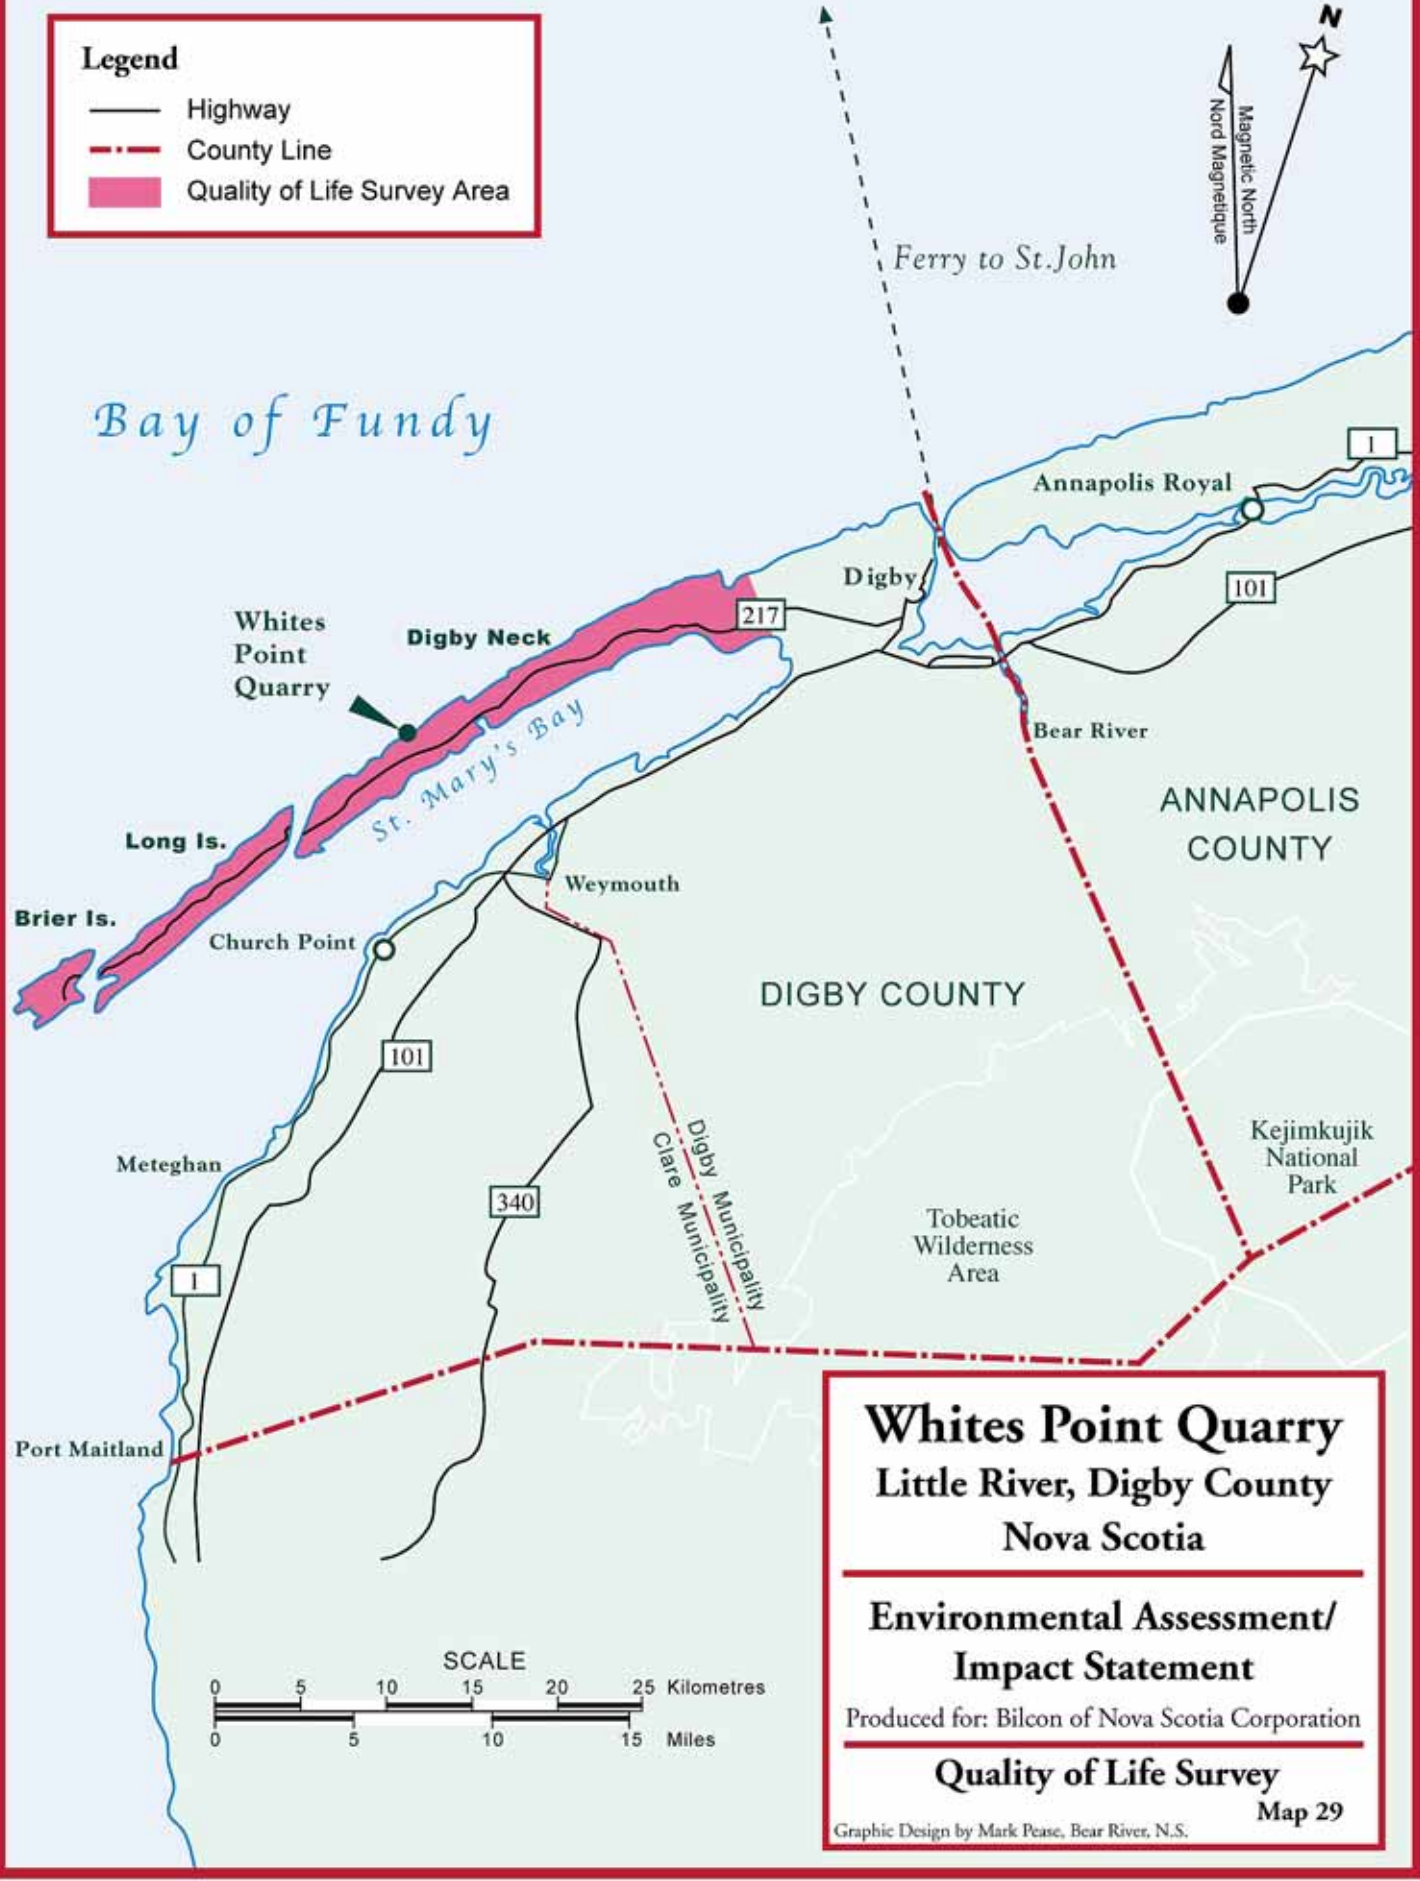 Legend
Highway
County Line
Quality of Life Survey Area
N
Magnetic North
Nord Magnetique
Ferry to St.John
Bay of Fundy
1
Annapolis Royal
Digby
101
217
Whites
Point
Quarry
Digby Neck
St. Mary's Bay
Bear River
ANNAPOLIS
COUNTY
Long Is.
Weymouth
Brier Is.
Church Point
DIGBY COUNTY
101
Digby Municipality
Clare Municipality
Kejimkujik
National
Park
Meteghan
340
Tobeatic
Wilderness
Area
1
Port Maitland
Whites Point Quarry
Little River, Digby County
Nova Scotia
Environmental Assessment/
Impact Statement
Produced for: Bilcon of Nova Scotia Corporation
Quality of Life Survey
Map 29
Graphic Design by Mark Pease, Bear River, N.S.
SCALE
0 5 10 15 20 25 Kilometres
0 5 10 15 Miles